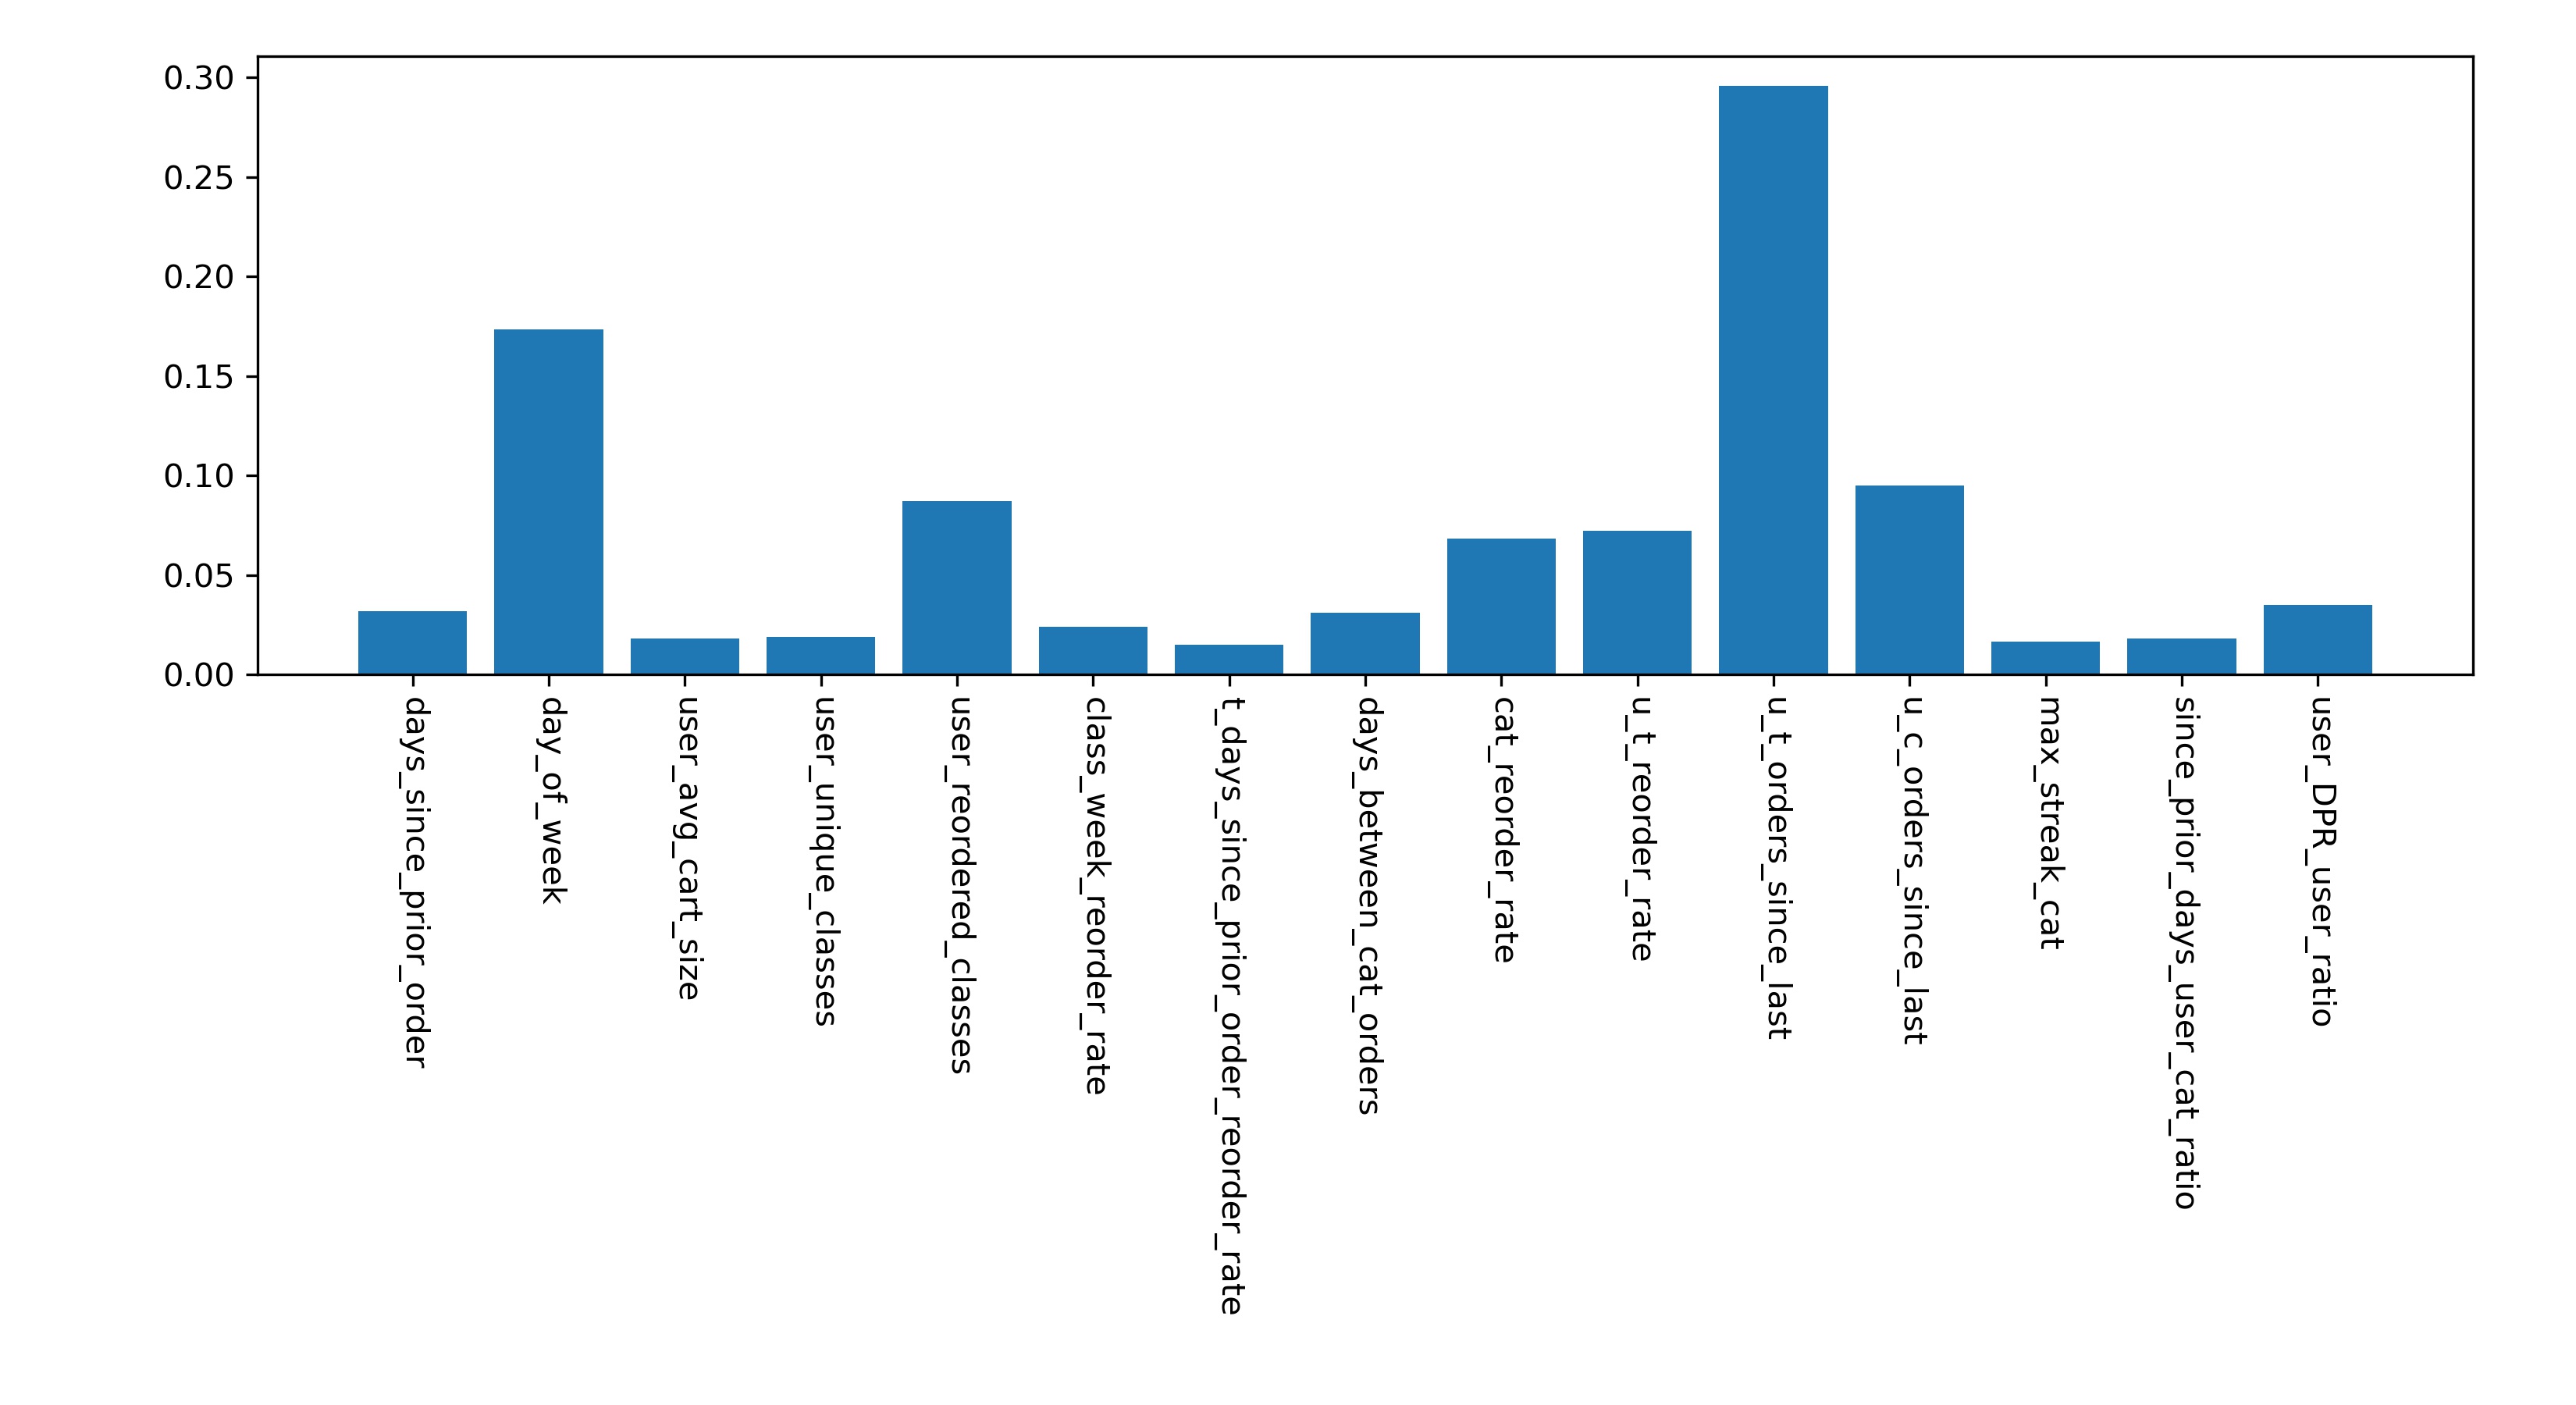 0.30
0.25
0.20
0.15
0.10
0.05
0.00
days_since_prior_order
day_of_week
user_avg_cart_size
user_unique_classes
user_reordered_classes
class_week_reorder_rate
t_days_since_prior_order_reorder_rate
days_between_cat_orders
cat_reorder_rate
u_t_reorder_rate
u_t_orders_since_last
u_c_orders_since_last
max_streak_cat
since_prior_days_user_cat_ratio
user_DPR_user_ratio